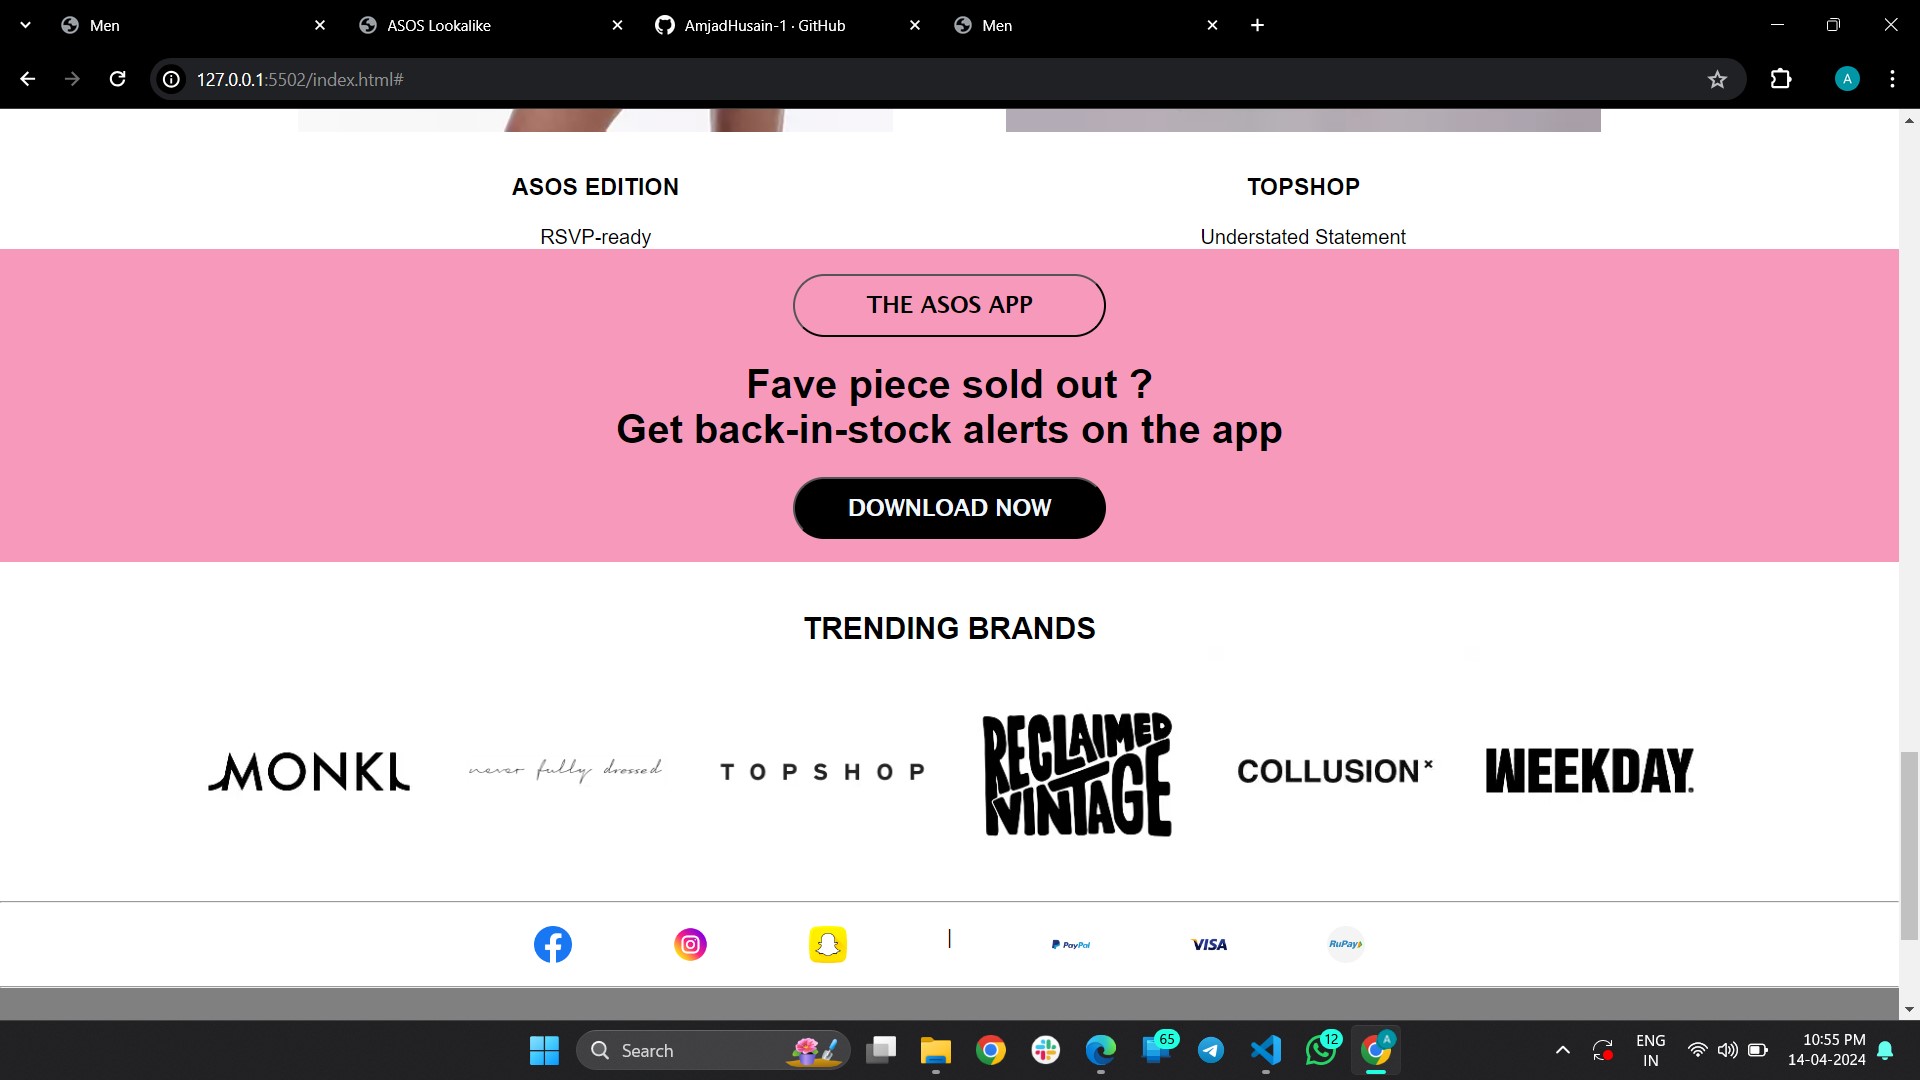 Men
ASOS Lookalike
AmjadHusain-1 · GitHub
Men
127.0.0.1:5502/index.html#
A
ASOS EDITION
TOPSHOP
RSVP-ready
Understated Statement
THE ASOS APP
Fave piece sold out ?
Get back-in-stock alerts on the app
DOWNLOAD NOW
TRENDING BRANDS
MONKI
never fully dressed
TOPSHOP
RECLAIMED
VINTAGE
COLLUSION×
WEEKDAY.
|
PayPal
VISA
RuPay
Search
65
12
A
ENG
IN
10:55 PM
14-04-2024